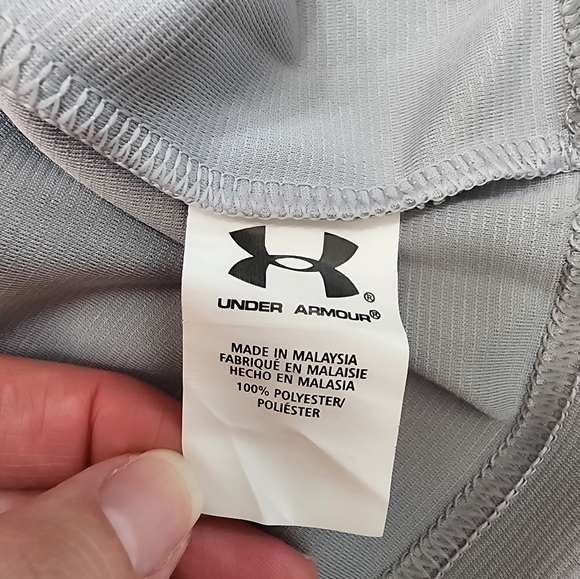 ®
UNDER ARMOUR®
MADE IN MALAYSIA
FABRIQUÉ EN MALAISIE
HECHO EN MALASIA
100% POLYESTER/
POLIÉSTER